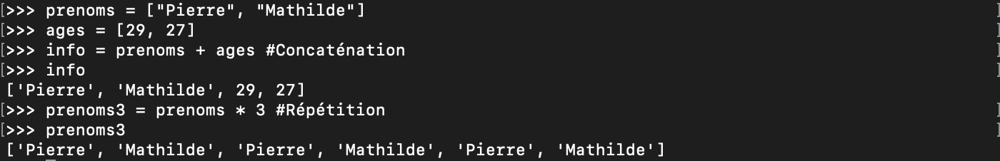 [>>> prenoms = ["Pierre", "Mathilde"]
[>>> ages = [29, 27]
[>>> info = prenoms + ages #Concaténation
[>>> info
['Pierre', 'Mathilde', 29, 27]
[>>> prenoms3 = prenoms * 3 #Répétition
[>>> prenoms3
['Pierre', 'Mathilde', 'Pierre', 'Mathilde', 'Pierre', 'Mathilde']